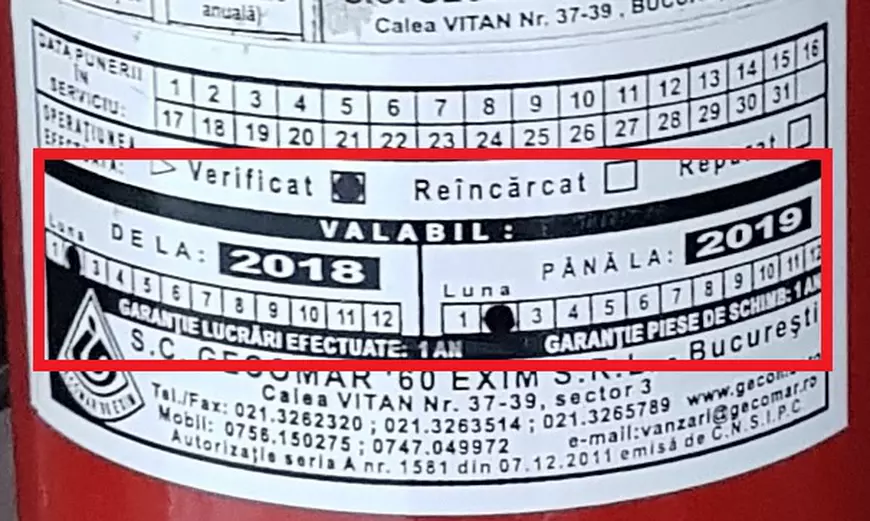 anuală)
Calea VITAN Nr. 37-39,
DATA PUNERII
ÎN
SERVICIU:
1 2 3 4 5 6 7 8 9 10 11 12 13 14 15 16
17 18 19 20 21 22 23 24 25 26 27 28 29 30 31
OPERAȚIUNEA
Verificat Reîncărcat
VALABIL:
DE LA: 2018
Luna
1 3 4 5 6 7 8 9 10 11 12
PÂNĂ LA: 2019
Luna
1 3 4 5 6 7 8 9 10 11 12
GARANȚIE LUCRĂRI EFECTUATE: 1 AN
GARANȚIE PIESE DE SCHIMB: 1 AN
S.C. GECOMAR '60 EXIM S.R.L. - București
Calea VITAN Nr. 37-39, sector 3
Tel./Fax: 021.3262320 ; 021.3263514 ; 021.3265789 www.gecomar.ro
Mobil: 0756.150275 ; 0747.049972 e-mail:vanzari@gecomar.ro
Autorizație seria A nr. 1581 din 07.12.2011 emisă de C.N.S.I.P.C